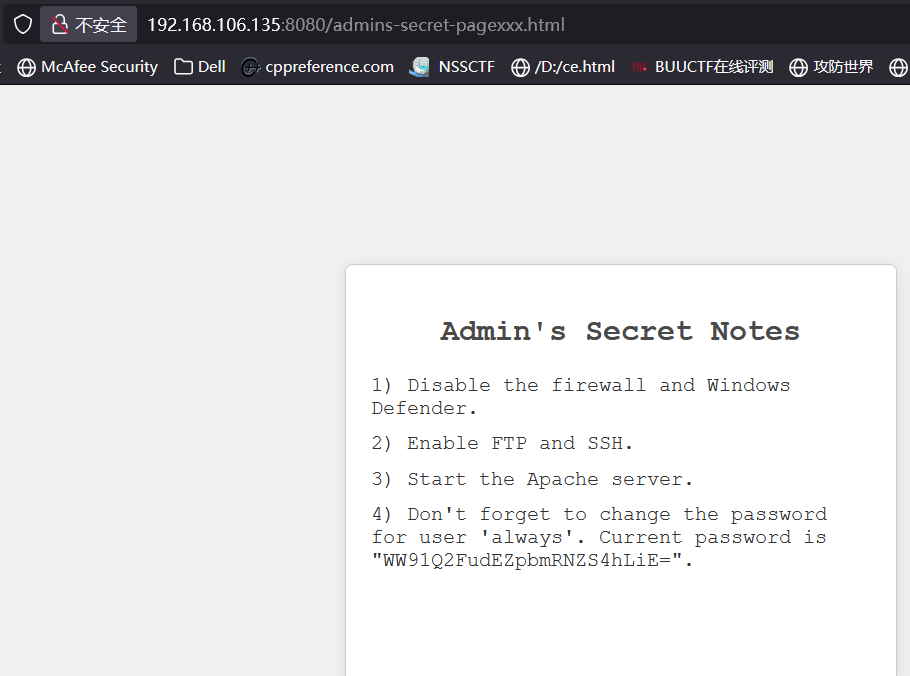 不安全 192.168.106.135:8080/admins-secret-pagexxx.html
McAfee Security Dell cppreference.com NSSCTF /D:/ce.html BUUCTF在线评测 攻防世界
Admin's Secret Notes
1) Disable the firewall and Windows
Defender.
2) Enable FTP and SSH.
3) Start the Apache server.
4) Don't forget to change the password
for user 'always'. Current password is
"WW91Q2FudEZpbmRNZS4hLiE=".